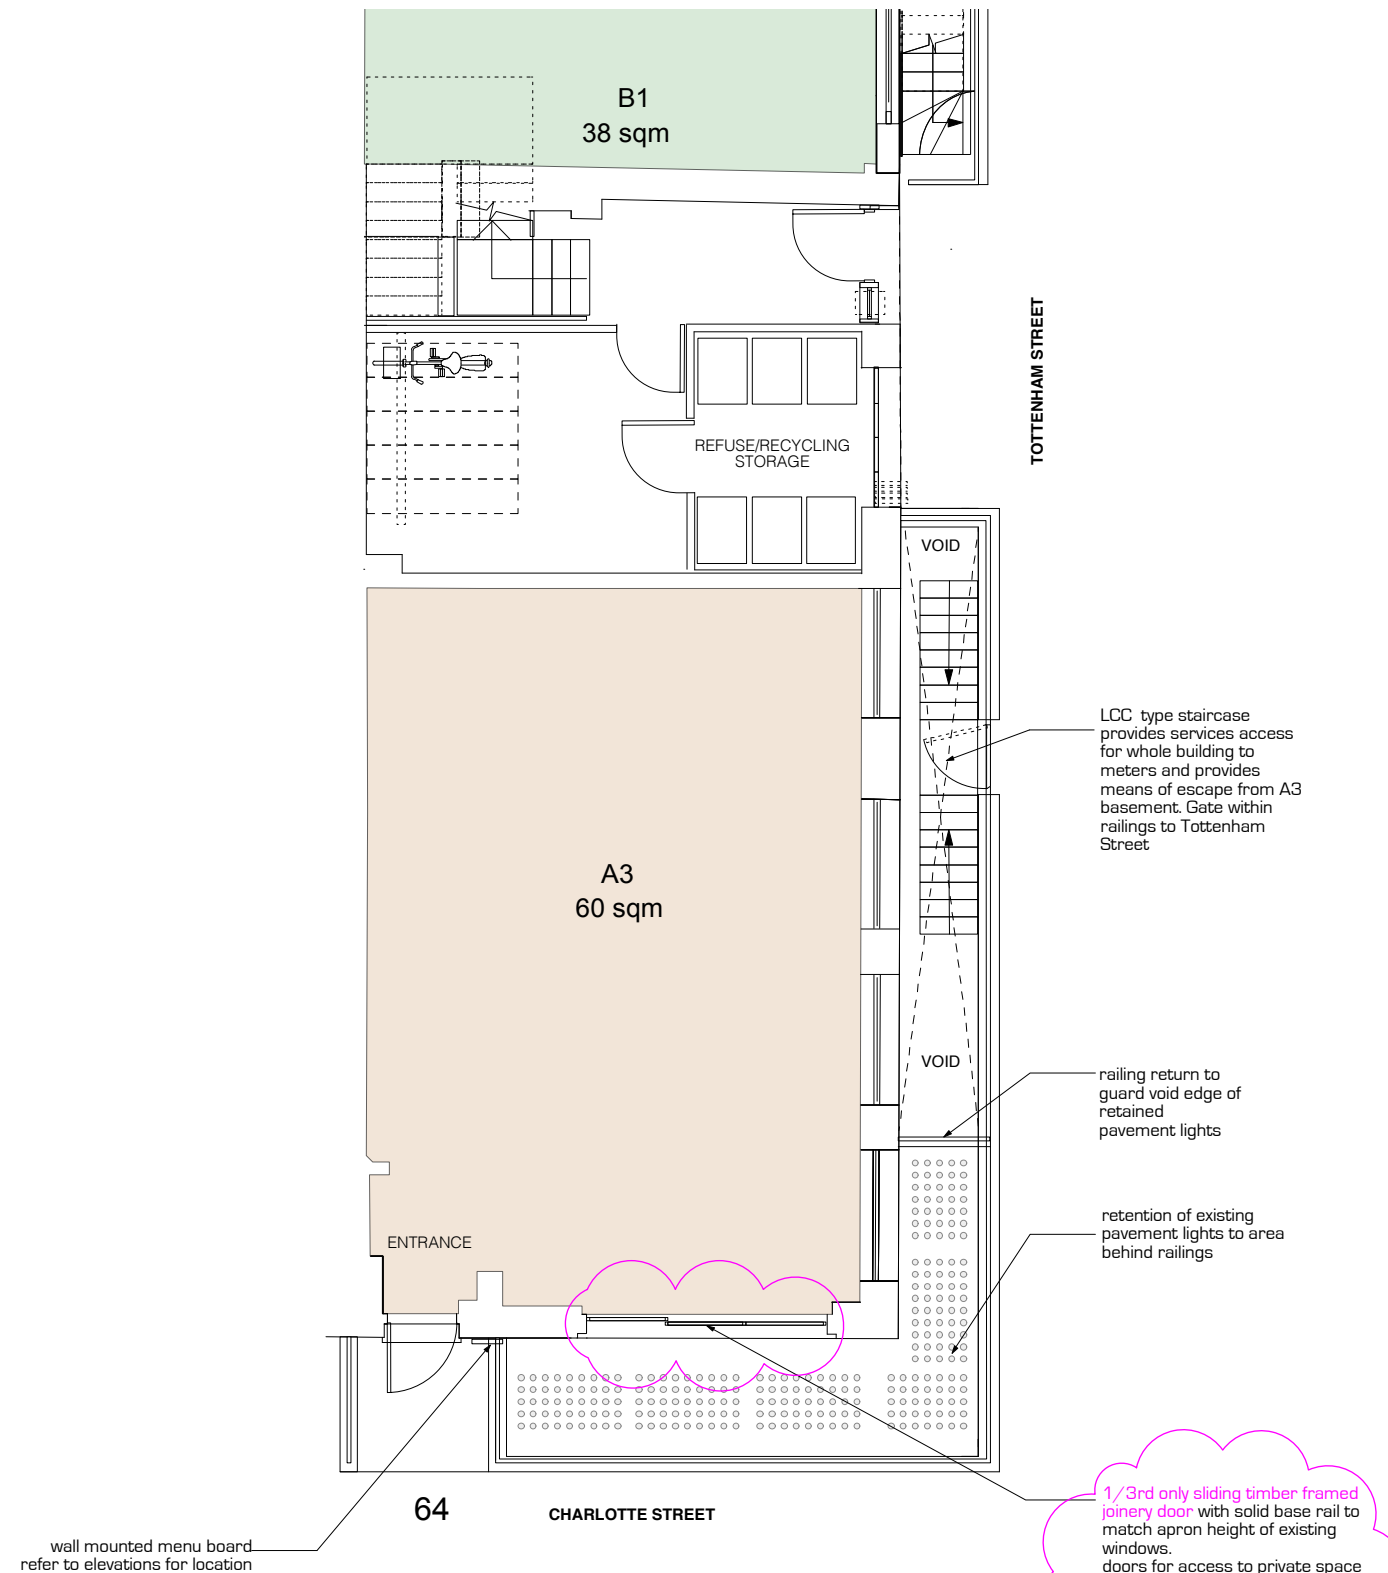 B1
38 sqm
TOTTENHAM STREET
REFUSE/RECYCLING
STORAGE
VOID
LCC type staircase
provides services access
for whole building to
meters and provides
means of escape from A3
basement. Gate within
railings to Tottenham
Street
A3
60 sqm
VOID
railing return to
guard void edge of
retained
pavement lights
retention of existing
pavement lights to area
behind railings
ENTRANCE
1/3rd only sliding timber framed
joinery door with solid base rail to
match apron height of existing
windows.
doors for access to private space
64
CHARLOTTE STREET
wall mounted menu board
refer to elevations for location